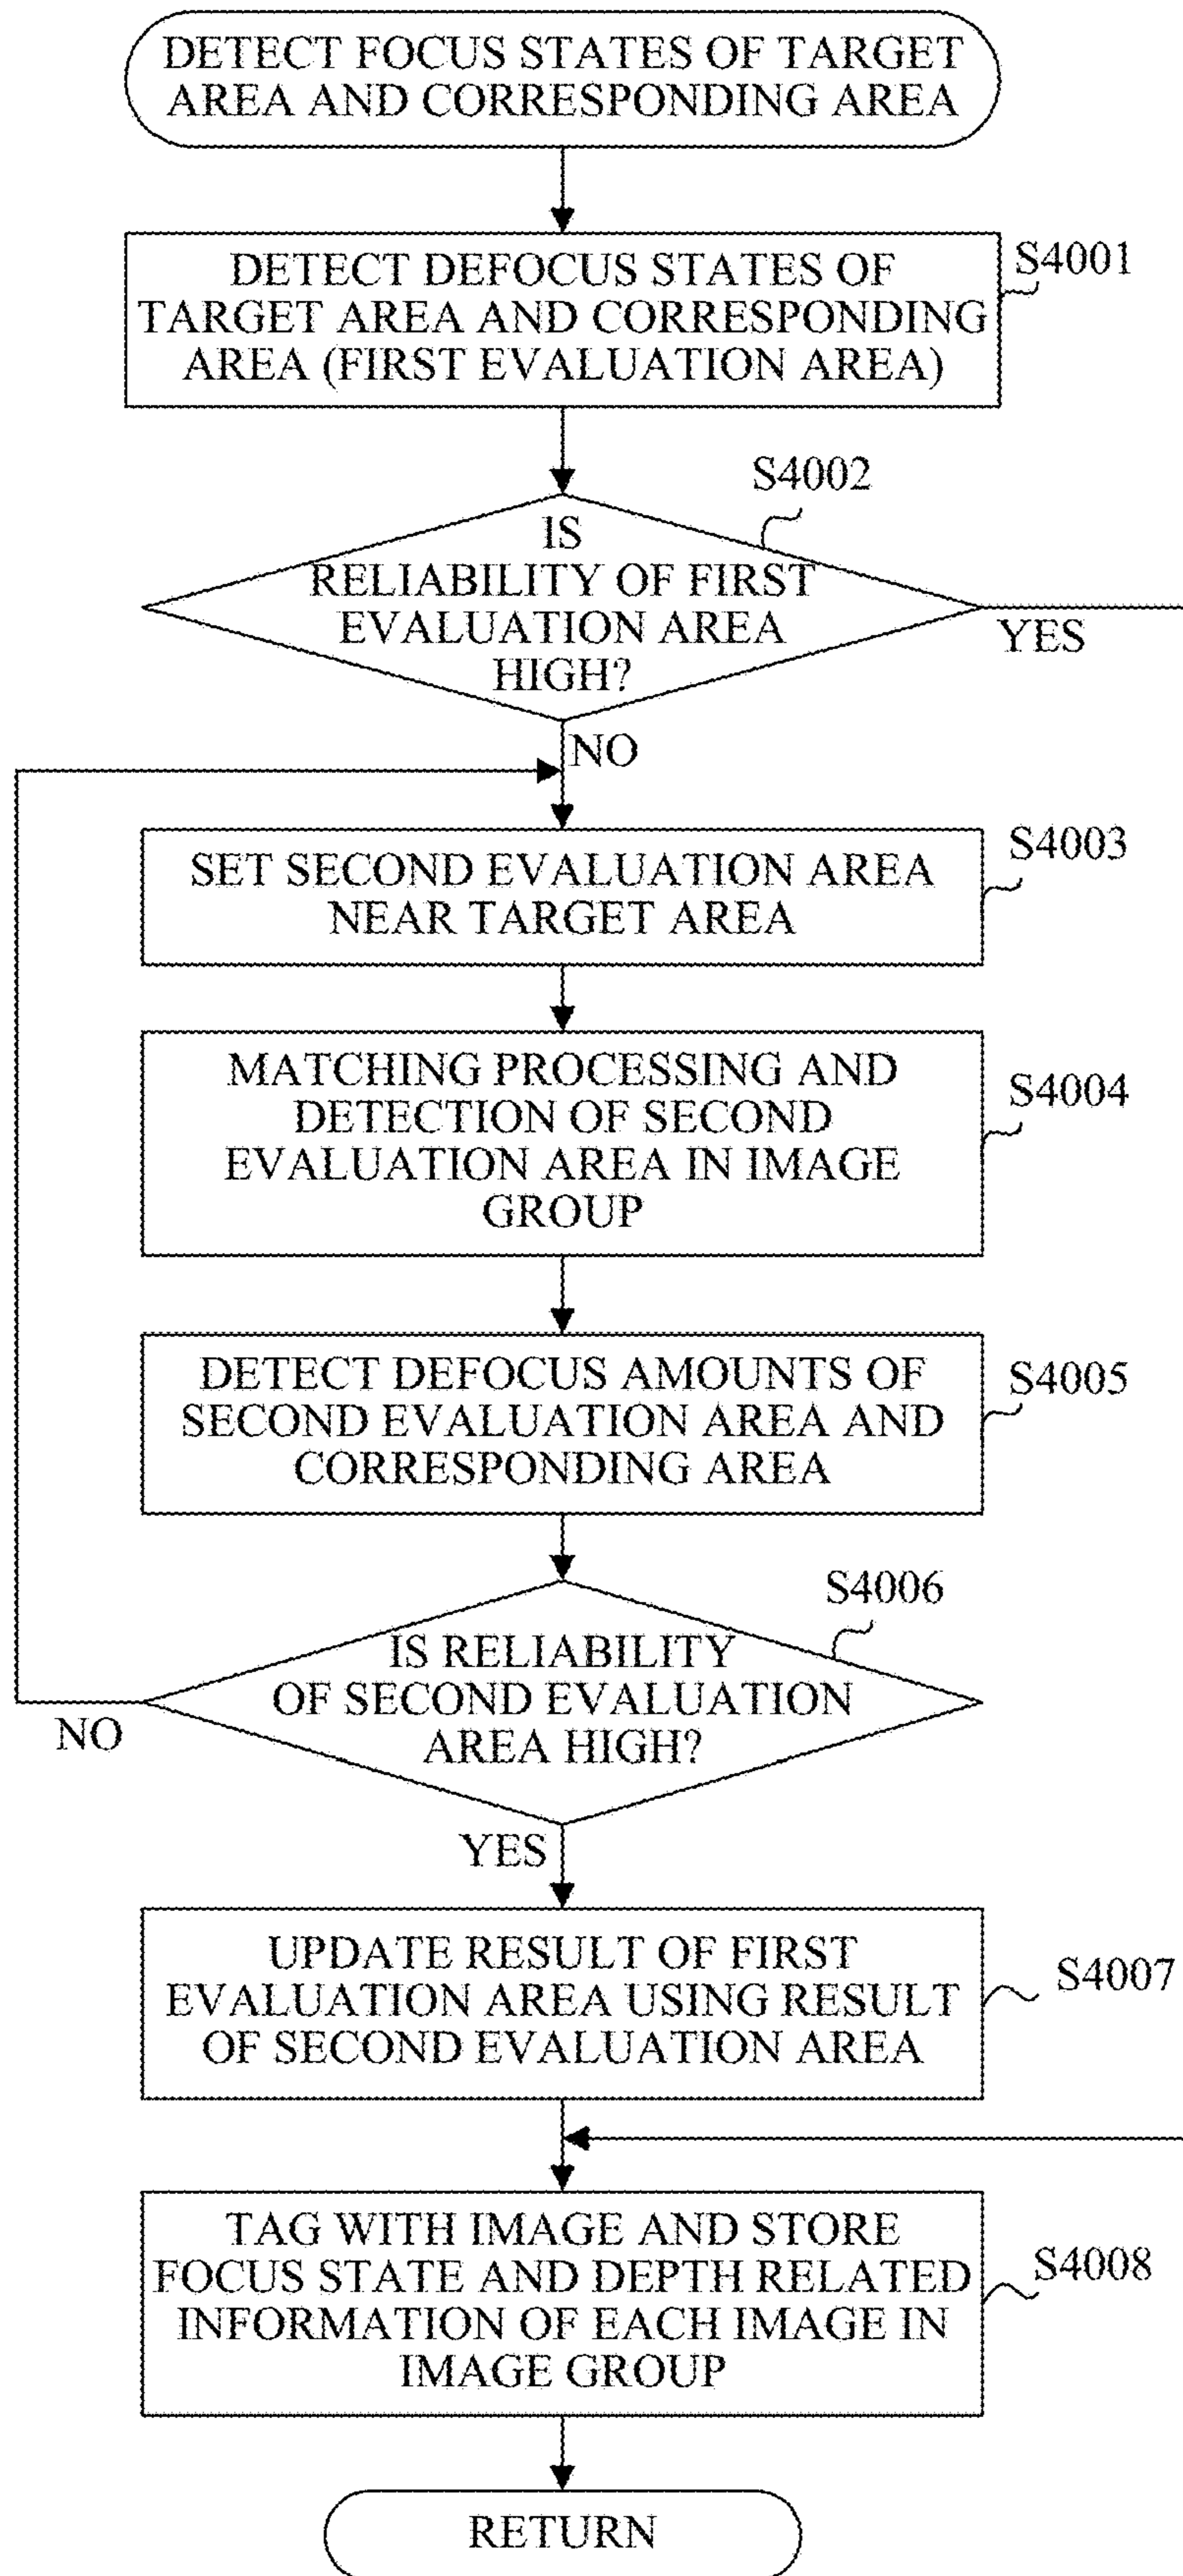 DETECT FOCUS STATES OF TARGET
AREA AND CORRESPONDING AREA
DETECT DEFOCUS STATES OF
TARGET AREA AND CORRESPONDING
AREA (FIRST EVALUATION AREA)
S4001
S4002
IS
RELIABILITY OF FIRST
EVALUATION AREA
HIGH?
YES
NO
SET SECOND EVALUATION AREA
NEAR TARGET AREA
S4003
MATCHING PROCESSING AND
DETECTION OF SECOND
EVALUATION AREA IN IMAGE
GROUP
S4004
DETECT DEFOCUS AMOUNTS OF
SECOND EVALUATION AREA AND
CORRESPONDING AREA
S4005
S4006
IS RELIABILITY
OF SECOND EVALUATION
AREA HIGH?
NO
YES
UPDATE RESULT OF FIRST
EVALUATION AREA USING RESULT
OF SECOND EVALUATION AREA
S4007
TAG WITH IMAGE AND STORE
FOCUS STATE AND DEPTH RELATED
INFORMATION OF EACH IMAGE IN
IMAGE GROUP
S4008
RETURN